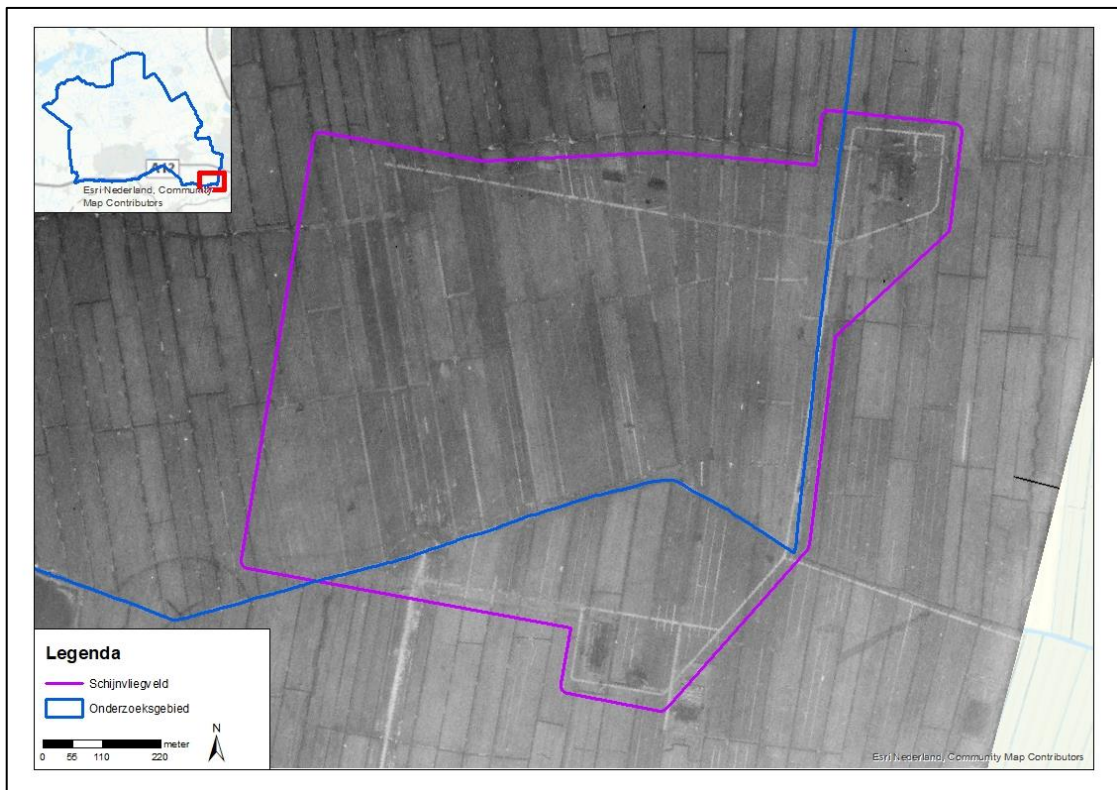 A12
Esri Nederland, Community
Map Contributors
Legenda
Schijnvliegveld
Onderzoeksgebied
0 55 110 220 meter
N
Esri Nederland, Community Map Contributors